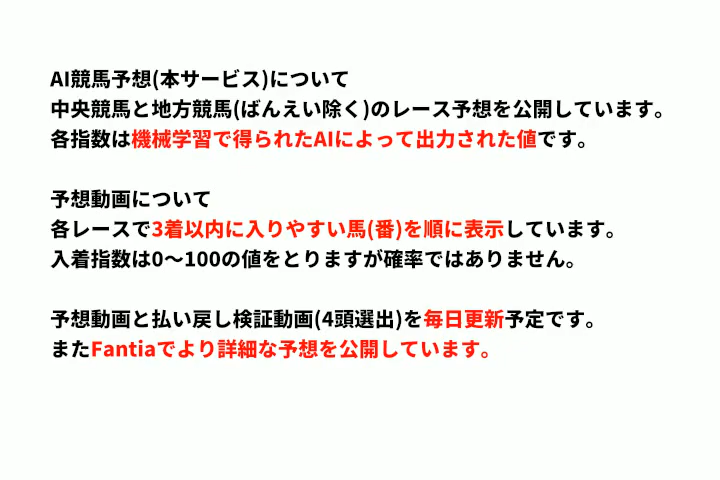 AI競馬予想(本サービス)について
中央競馬と地方競馬(ばんえい除く)のレース予想を公開しています。
各指数は機械学習で得られたAIによって出力された値です。
予想動画について
各レースで3着以内に入りやすい馬(番)を順に表示しています。
入着指数は0〜100の値をとりますが確率ではありません。
予想動画と払い戻し検証動画(4頭選出)を毎日更新予定です。
またFantiaでより詳細な予想を公開しています。